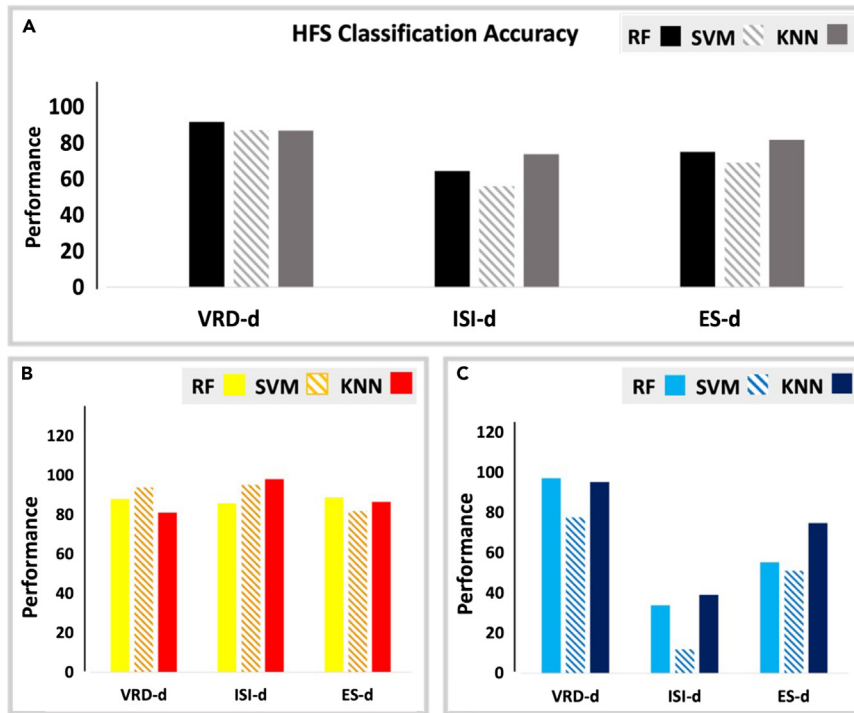 A
HFS Classification Accuracy
RF SVM KNN
Performance
100
80
60
40
20
0
VRD-d ISI-d ES-d
B
RF SVM KNN
Performance
120
100
80
60
40
20
0
VRD-d ISI-d ES-d
C
RF SVM KNN
Performance
120
100
80
60
40
20
0
VRD-d ISI-d ES-d